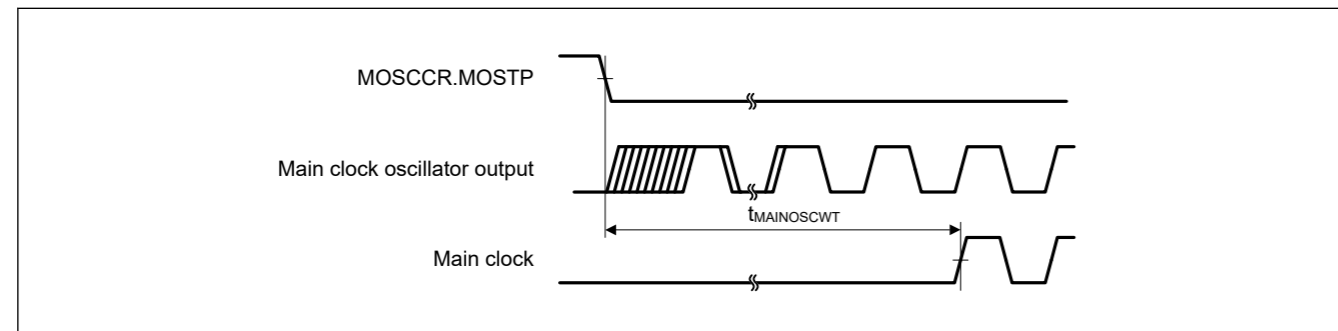 MOSCCR.MOSTP
Main clock oscillator output
tMAINOSCWT
Main clock